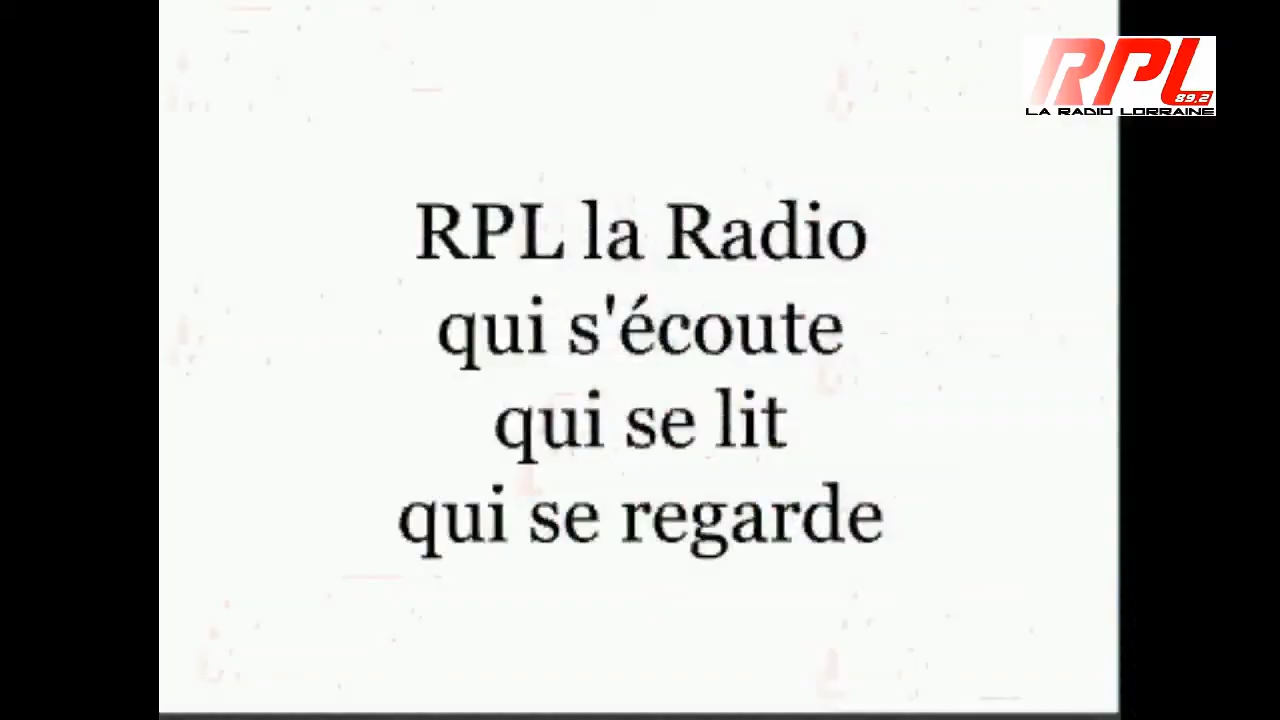 RPL
89.2
LA RADIO LORRAINE
RPL la Radio
qui s'écoute
qui se lit
qui se regarde